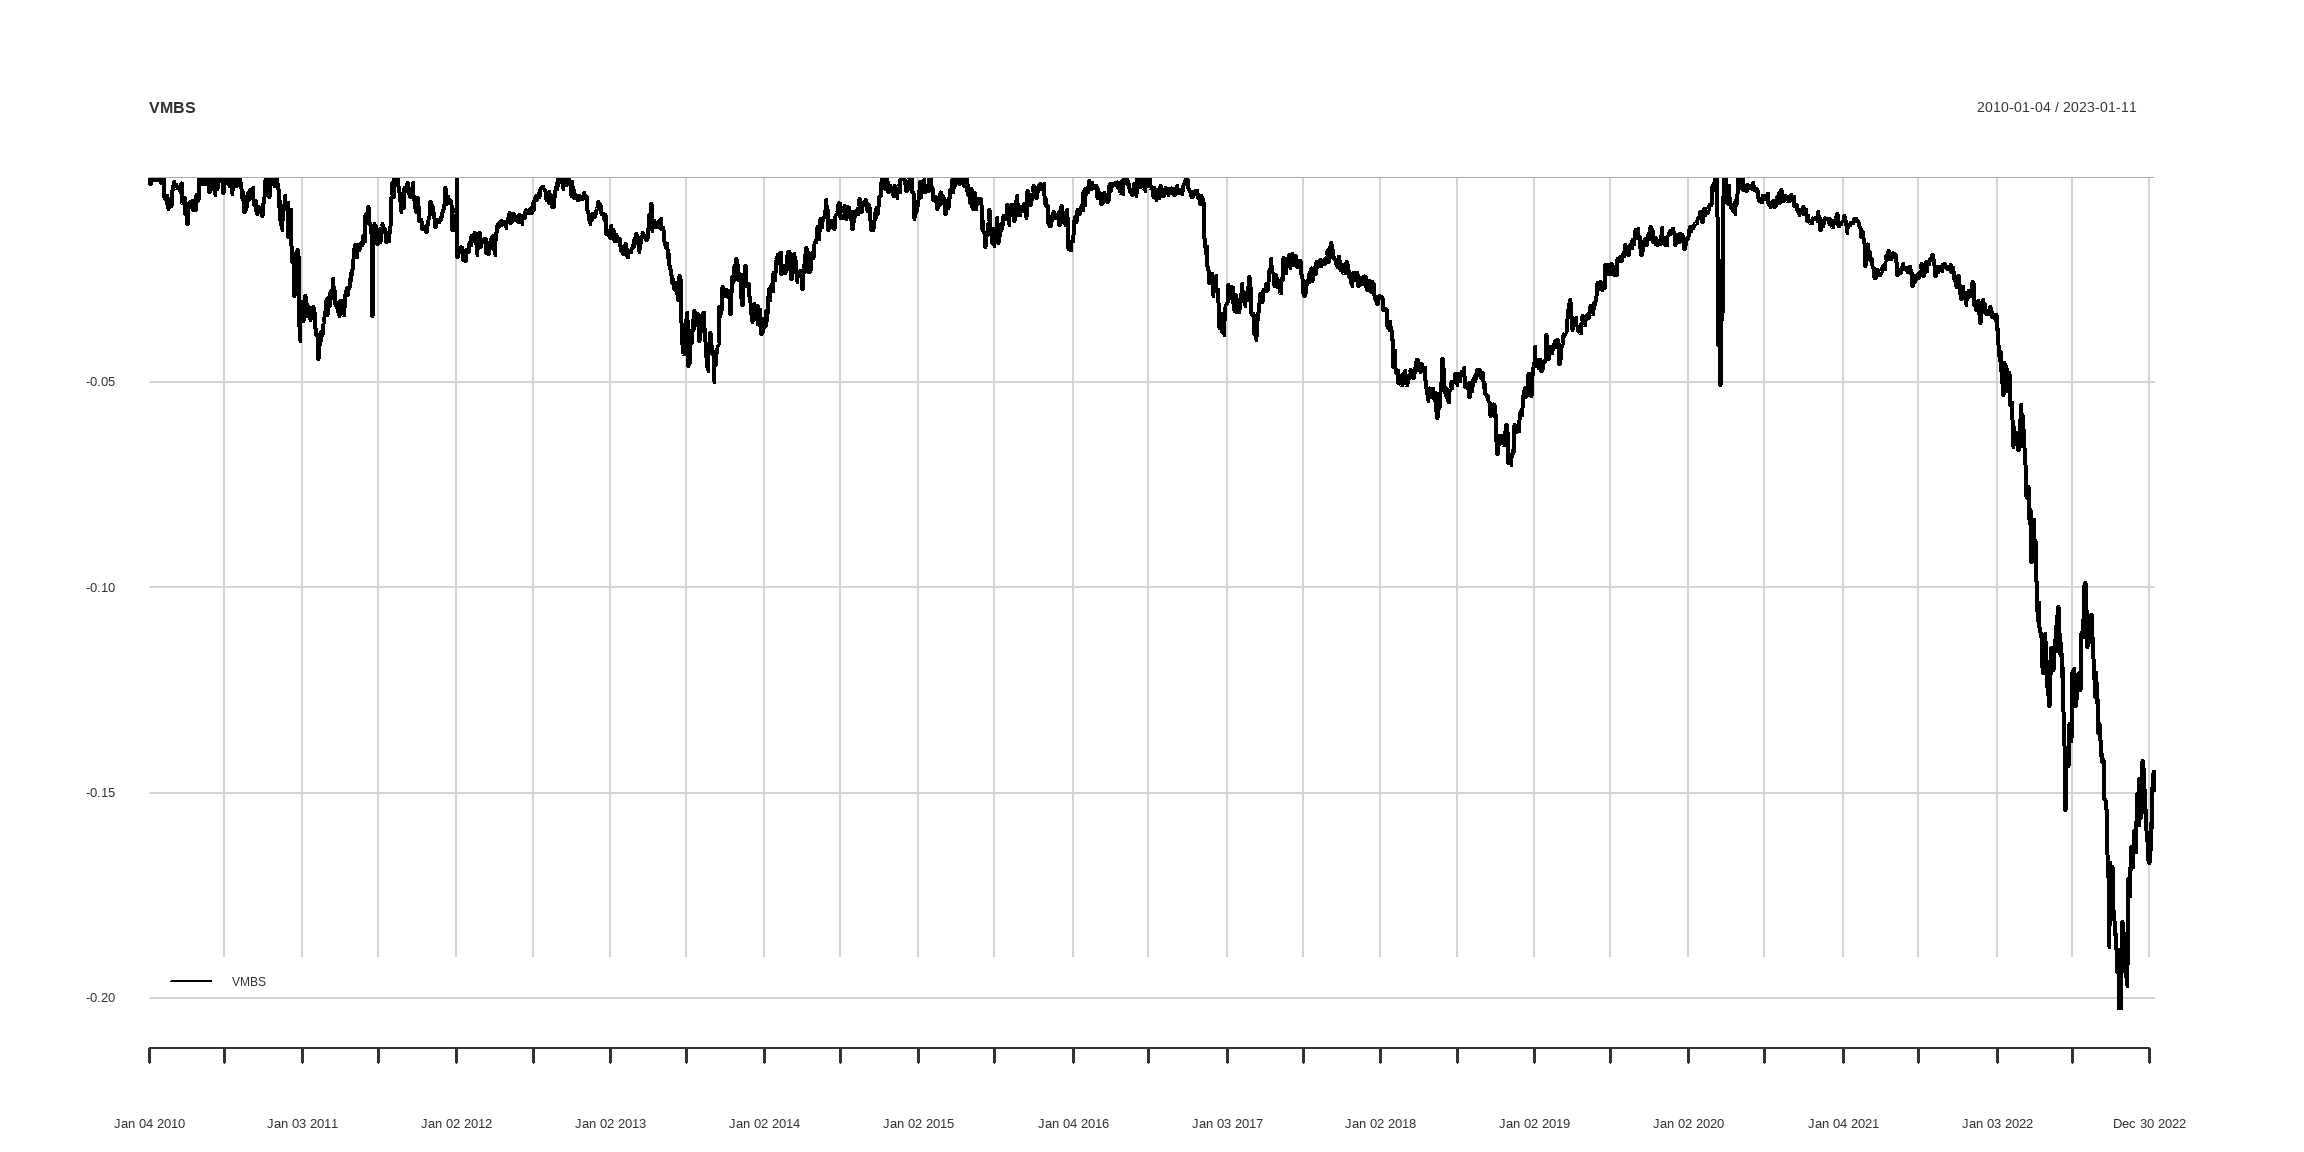 VMBS
2010-01-04 / 2023-01-11
-0.05
-0.10
-0.15
-0.20
VMBS
Jan 04 2010
Jan 03 2011
Jan 02 2012
Jan 02 2013
Jan 02 2014
Jan 02 2015
Jan 04 2016
Jan 03 2017
Jan 02 2018
Jan 02 2019
Jan 02 2020
Jan 04 2021
Jan 03 2022
Dec 30 2022